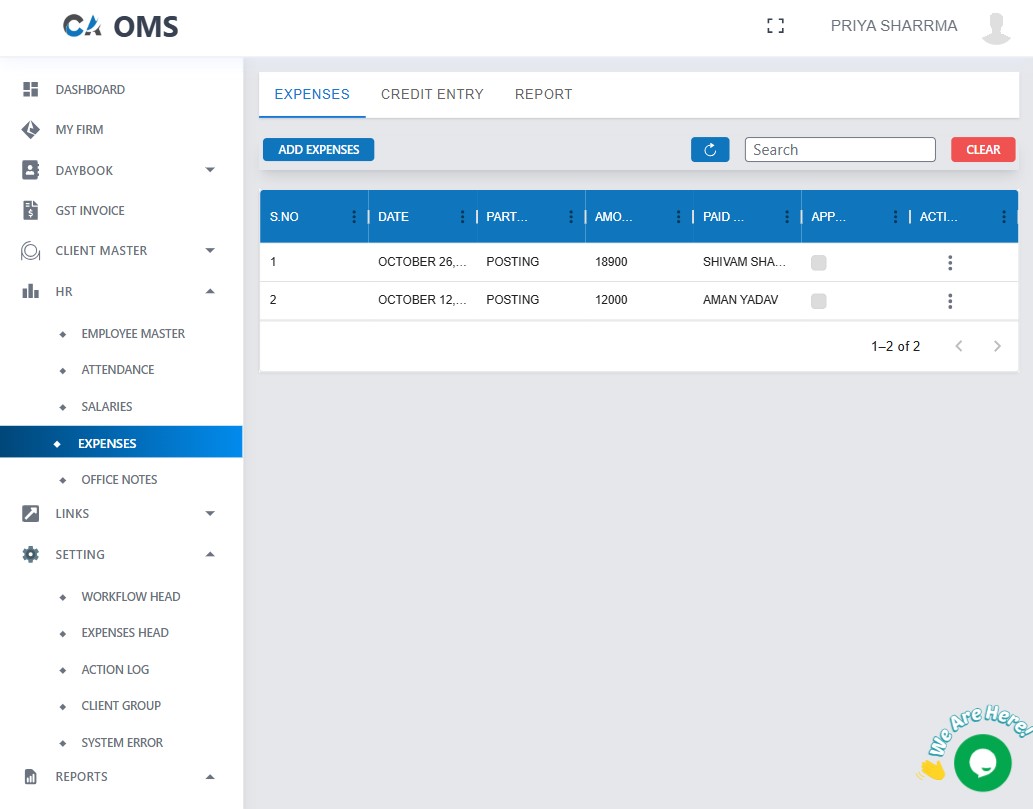 CA OMS
PRIYA SHARRMA
DASHBOARD
MY FIRM
DAYBOOK
GST INVOICE
CLIENT MASTER
HR
EMPLOYEE MASTER
ATTENDANCE
SALARIES
EXPENSES
OFFICE NOTES
LINKS
SETTING
WORKFLOW HEAD
EXPENSES HEAD
ACTION LOG
CLIENT GROUP
SYSTEM ERROR
REPORTS
EXPENSES CREDIT ENTRY REPORT
ADD EXPENSES Search CLEAR
S.NO DATE PART... AMO... PAID ... APP... ACTI...
1 OCTOBER 26,... POSTING 18900 SHIVAM SHA...
2 OCTOBER 12,... POSTING 12000 AMAN YADAV
1–2 of 2
We Are Here!